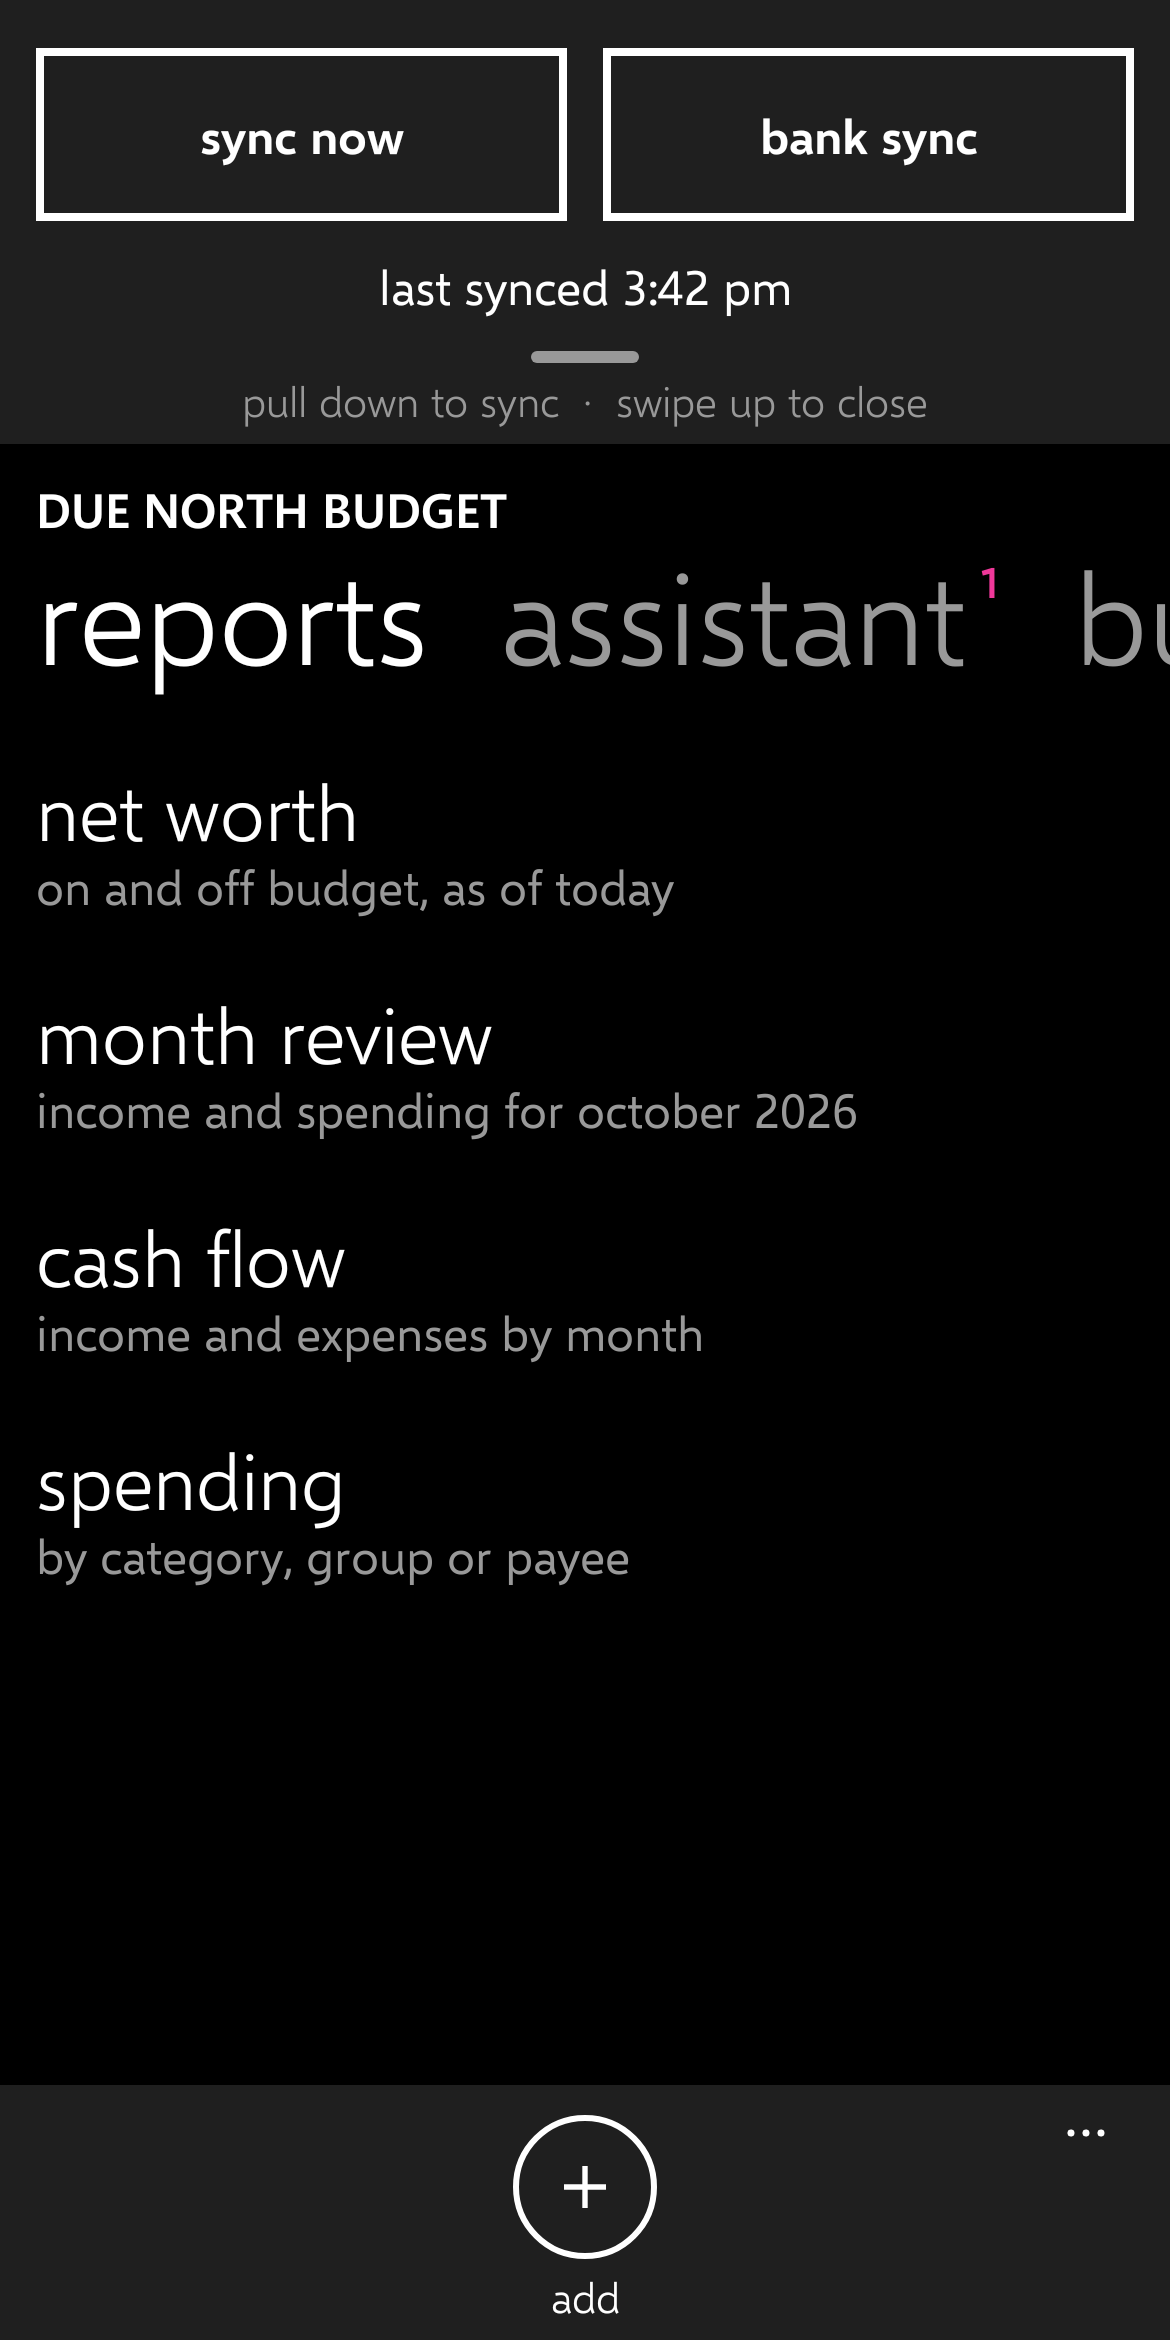 sync now
bank sync
last synced 3:42 pm
pull down to sync · swipe up to close
DUE NORTH BUDGET
reports assistant 1 bu
net worth
on and off budget, as of today
month review
income and spending for october 2026
cash flow
income and expenses by month
spending
by category, group or payee
...
+
add